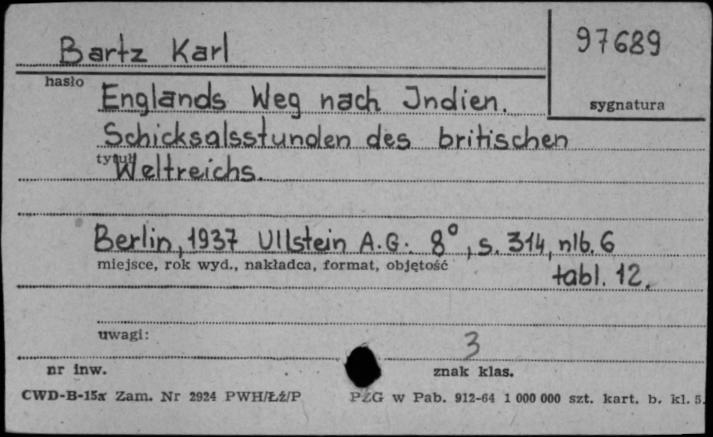 Bartz Karl
97689
hasło
Englands Weg nach Indien.
sygnatura
Schicksalsstunden des britischen
tytuł
Weltreichs.
Berlin, 1937 Ullstein A.G. 8°, s. 314, nlb. 6
miejsce, rok wyd., nakładca, format, objętość
tabl. 12.
uwagi:
3
nr inw.
znak klas.
CWD-B-15a Zam. Nr 2924 PWH/Łż/P PZG w Pab. 912-64 1 000 000 szt. kart. b. kl. 5